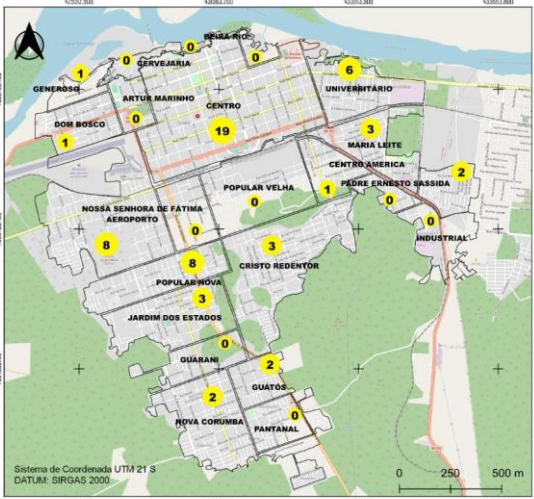 BEIRA RIO
0
0
CERVEJARIA
0
1
6
GENEROSO
UNIVERSITÁRIO
ARTUR MARINHO
CENTRO
0
DOM BOSCO
19
3
1
MARIA LEITE
CENTRO AMERICA
2
POPULAR VELHA
1
PADRE ERNESTO SASSIDA
0
0
NOSSA SENHORA DE FÁTIMA
AEROPORTO
0
0
INDUSTRIAL
8
3
8
CRISTO REDENTOR
POPULAR NOVA
3
JARDIM DOS ESTADOS
0
GUARANI
2
GUATÓS
2
0
NOVA CORUMBA
PANTANAL
Sistema de Coordenada UTM 21 S
DATUM: SIRGAS 2000
0 250 500 m